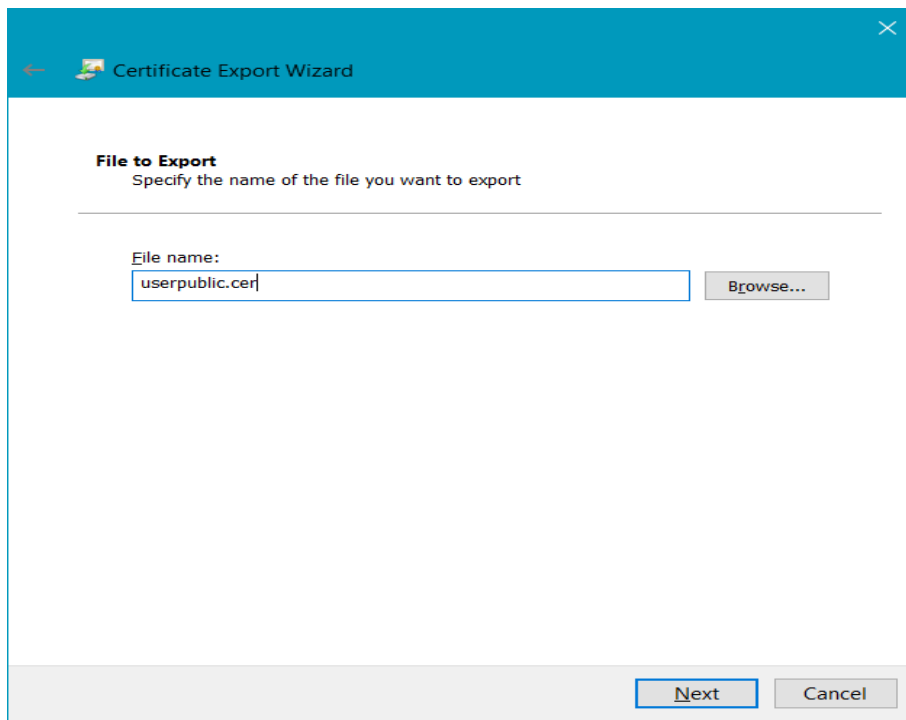 Certificate Export Wizard
File to Export
Specify the name of the file you want to export
File name:
userpublic.cer
Browse...
Next
Cancel